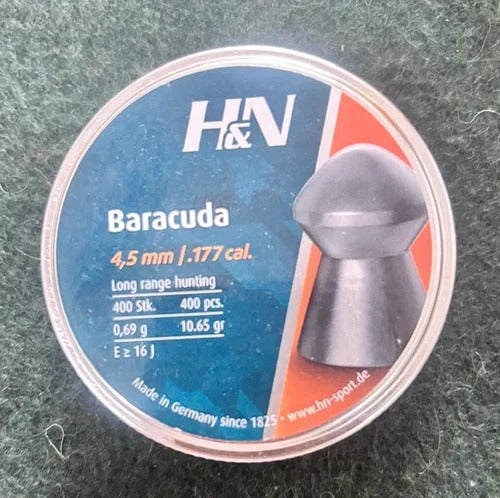 H&N
Baracuda
4,5 mm / .177 cal.
Long range hunting
400 Stk. 400 pcs.
0,69 g 10.65 gr
E ≥ 16 J
Made in Germany since 1825 • www.hn-sport.de